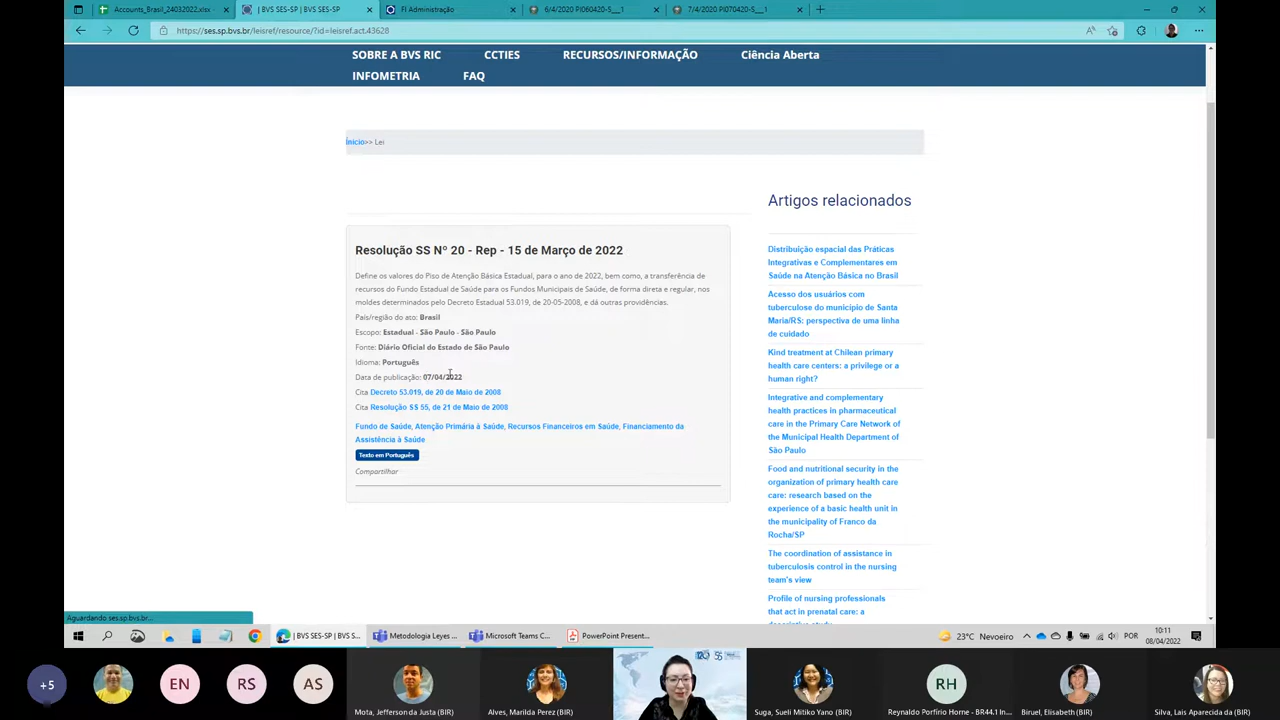 Accounts_Brasil_24032022.xlsx
| BVS SES-SP | BVS SES-SP
FI Administração
6/4/2020 PI060420-S___1
7/4/2020 PI070420-S___1
https://ses.sp.bvs.br/leisref/resource/?id=leisref.act.43628
SOBRE A BVS RIC
CCTIES
RECURSOS/INFORMAÇÃO
Ciência Aberta
INFOMETRIA
FAQ
Ínicio>> Lei
Resolução SS Nº 20 - Rep - 15 de Março de 2022
Define os valores do Piso de Atenção Básica Estadual, para o ano de 2022, bem como, a transferência de
recursos do Fundo Estadual de Saúde para os Fundos Municipais de Saúde, de forma direta e regular, nos
moldes determinados pelo Decreto Estadual 53.019, de 20-05-2008, e dá outras providências.
País/região do ato: Brasil
Escopo: Estadual - São Paulo - São Paulo
Fonte: Diário Oficial do Estado de São Paulo
Idioma: Português
Data de publicação: 07/04/2022
Cita Decreto 53.019, de 20 de Maio de 2008
Cita Resolução SS 55, de 21 de Maio de 2008
Fundo de Saúde, Atenção Primária à Saúde, Recursos Financeiros em Saúde, Financiamento da
Assistência à Saúde
Texto em Português
Compartilhar
Artigos relacionados
Distribuição espacial das Práticas
Integrativas e Complementares em
Saúde na Atenção Básica no Brasil
Acesso dos usuários com
tuberculose do município de Santa
Maria/RS: perspectiva de uma linha
de cuidado
Kind treatment at Chilean primary
health care centers: a privilege or a
human right?
Integrative and complementary
health practices in pharmaceutical
care in the Primary Care Network of
the Municipal Health Department of
São Paulo
Food and nutritional security in the
organization of primary health care
care: research based on the
experience of a basic health unit in
the municipality of Franco da
Rocha/SP
The coordination of assistance in
tuberculosis control in the nursing
team's view
Profile of nursing professionals
that act in prenatal care: a
Aguardando ses.sp.bvs.br...
| BVS SES-SP | BVS S...
Metodologia Leyes ...
Microsoft Teams C...
PowerPoint Present...
23°C Nevoeiro
POR
10:11
08/04/2022
+5
EN
RS
AS
RH
Mota, Jefferson da Justa (BIR)
Alves, Marilda Perez (BIR)
Suga, Sueli Mitiko Yano (BIR)
Reynaldo Porfírio Horne - BR44.1 In...
Biruel, Elisabeth (BIR)
Lais Aparecida da (BIR)